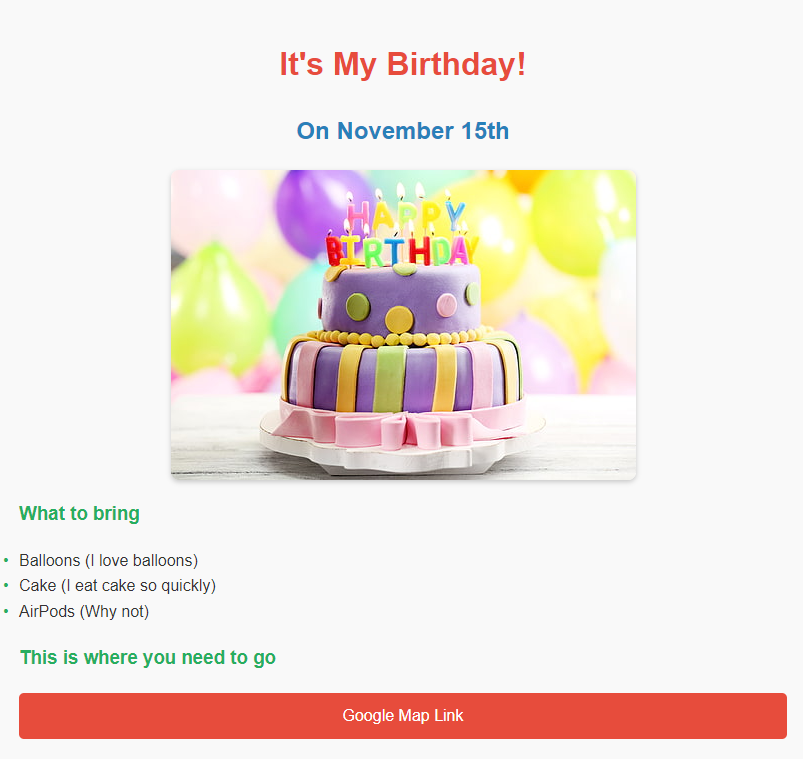 It's My Birthday!
On November 15th
HAPPY
BIRTHDAY
What to bring
Balloons (I love balloons)
Cake (I eat cake so quickly)
AirPods (Why not)
This is where you need to go
Google Map Link